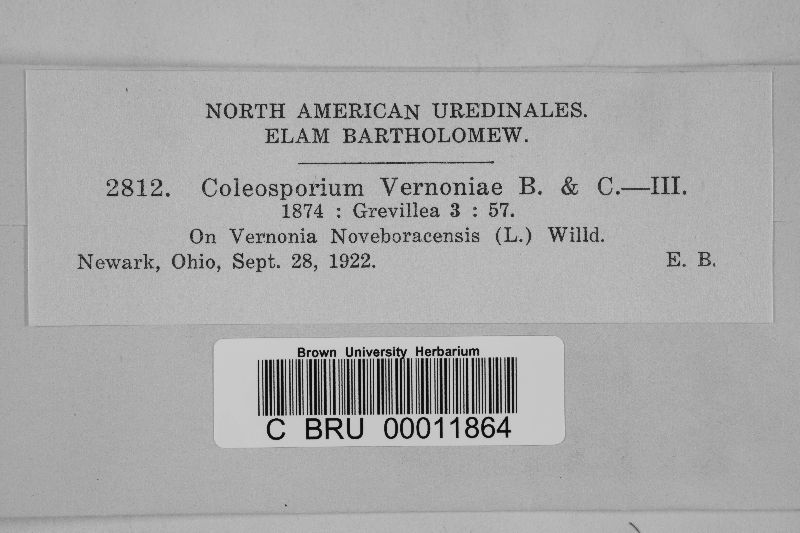 NORTH AMERICAN UREDINALES.
ELAM BARTHOLOMEW.
2812. Coleosporium Vernoniae B. & C.—III.
1874 : Grevillea 3 : 57.
On Vernonia Noveboracensis (L.) Willd.
Newark, Ohio, Sept. 28, 1922. E. B.
Brown University Herbarium
C BRU 00011864